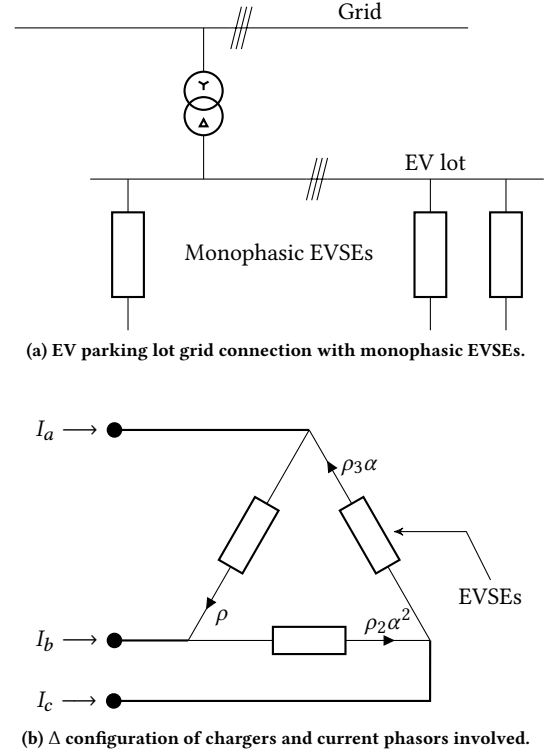 Grid
EV lot
Monophasic EVSEs
(a) EV parking lot grid connection with monophasic EVSEs.
I_a
ρ_3α
EVSEs
ρ
I_b
ρ_2α^2
I_c
(b) Δ configuration of chargers and current phasors involved.